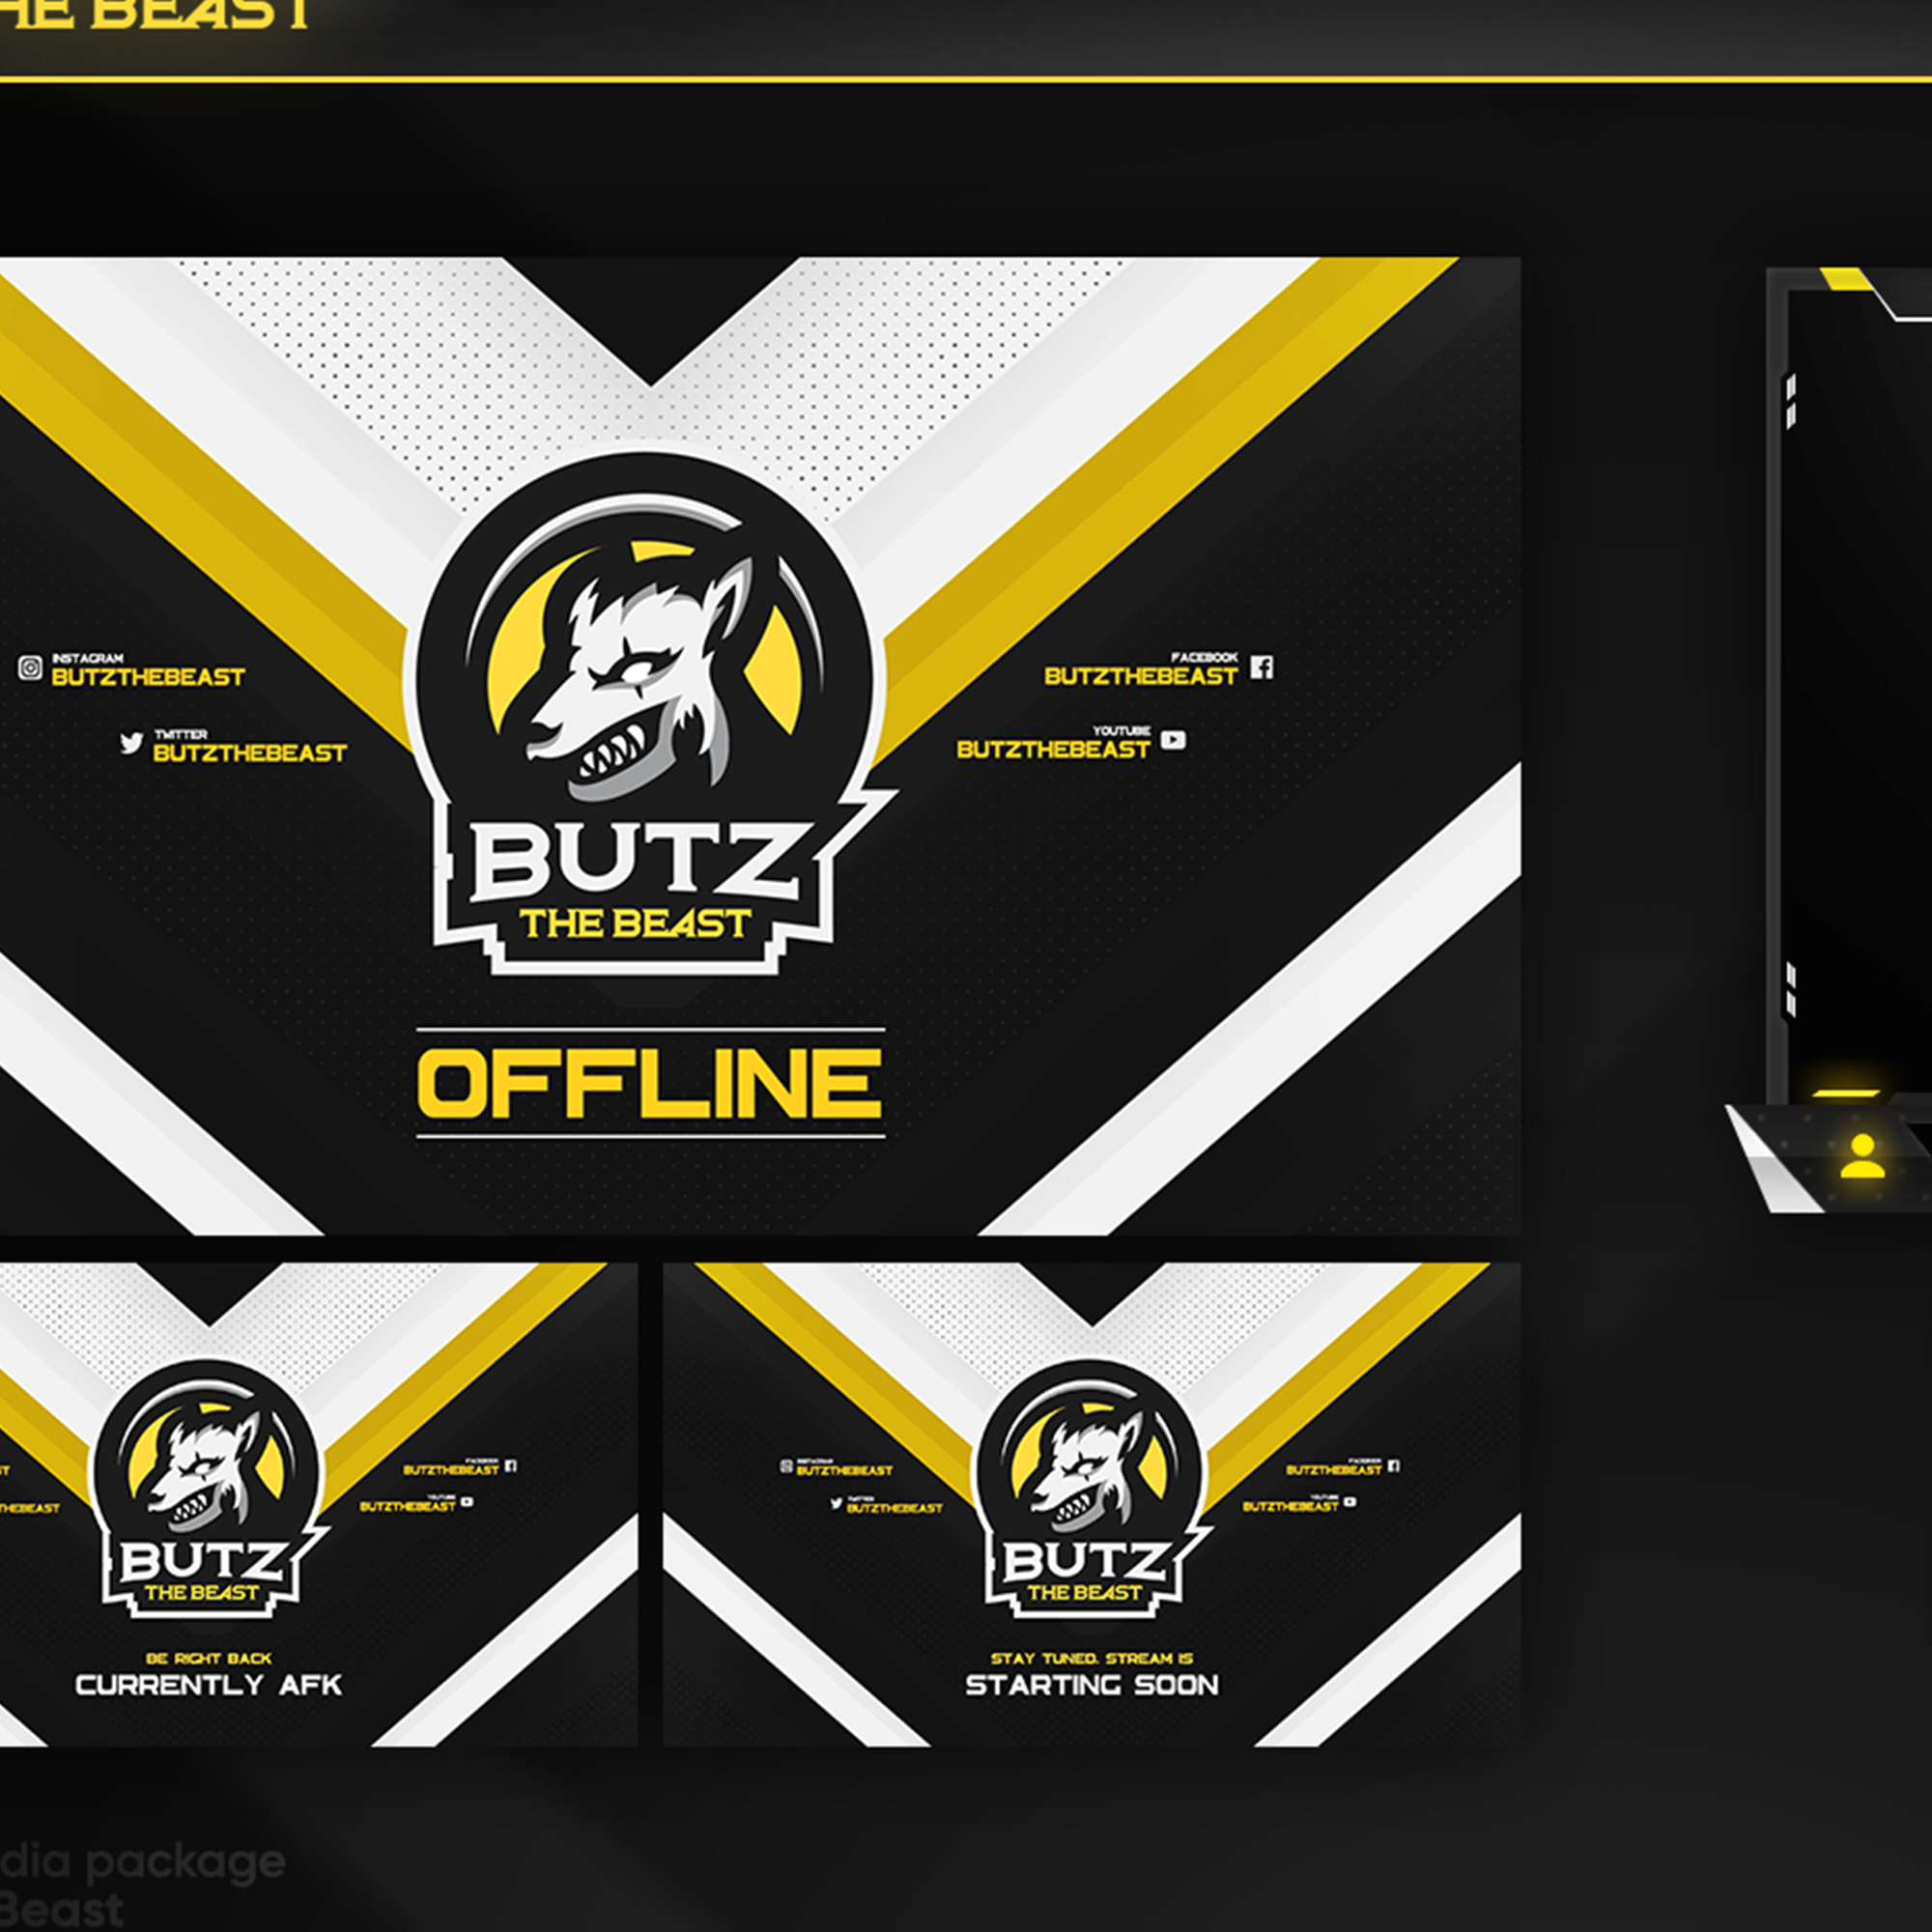 THE BEAST
INSTAGRAM
BUTZTHEBEAST
TWITTER
BUTZTHEBEAST
FACEBOOK
BUTZTHEBEAST
YOUTUBE
BUTZTHEBEAST
BUTZ
THE BEAST
OFFLINE
THEBEAST
FACEBOOK
BUTZTHEBEAST
YOUTUBE
BUTZTHEBEAST
BUTZ
THE BEAST
BE RIGHT BACK
CURRENTLY AFK
INSTAGRAM
BUTZTHEBEAST
TWITTER
BUTZTHEBEAST
FACEBOOK
BUTZTHEBEAST
YOUTUBE
BUTZTHEBEAST
BUTZ
THE BEAST
STAY TUNED. STREAM IS
STARTING SOON
dia package
Beast